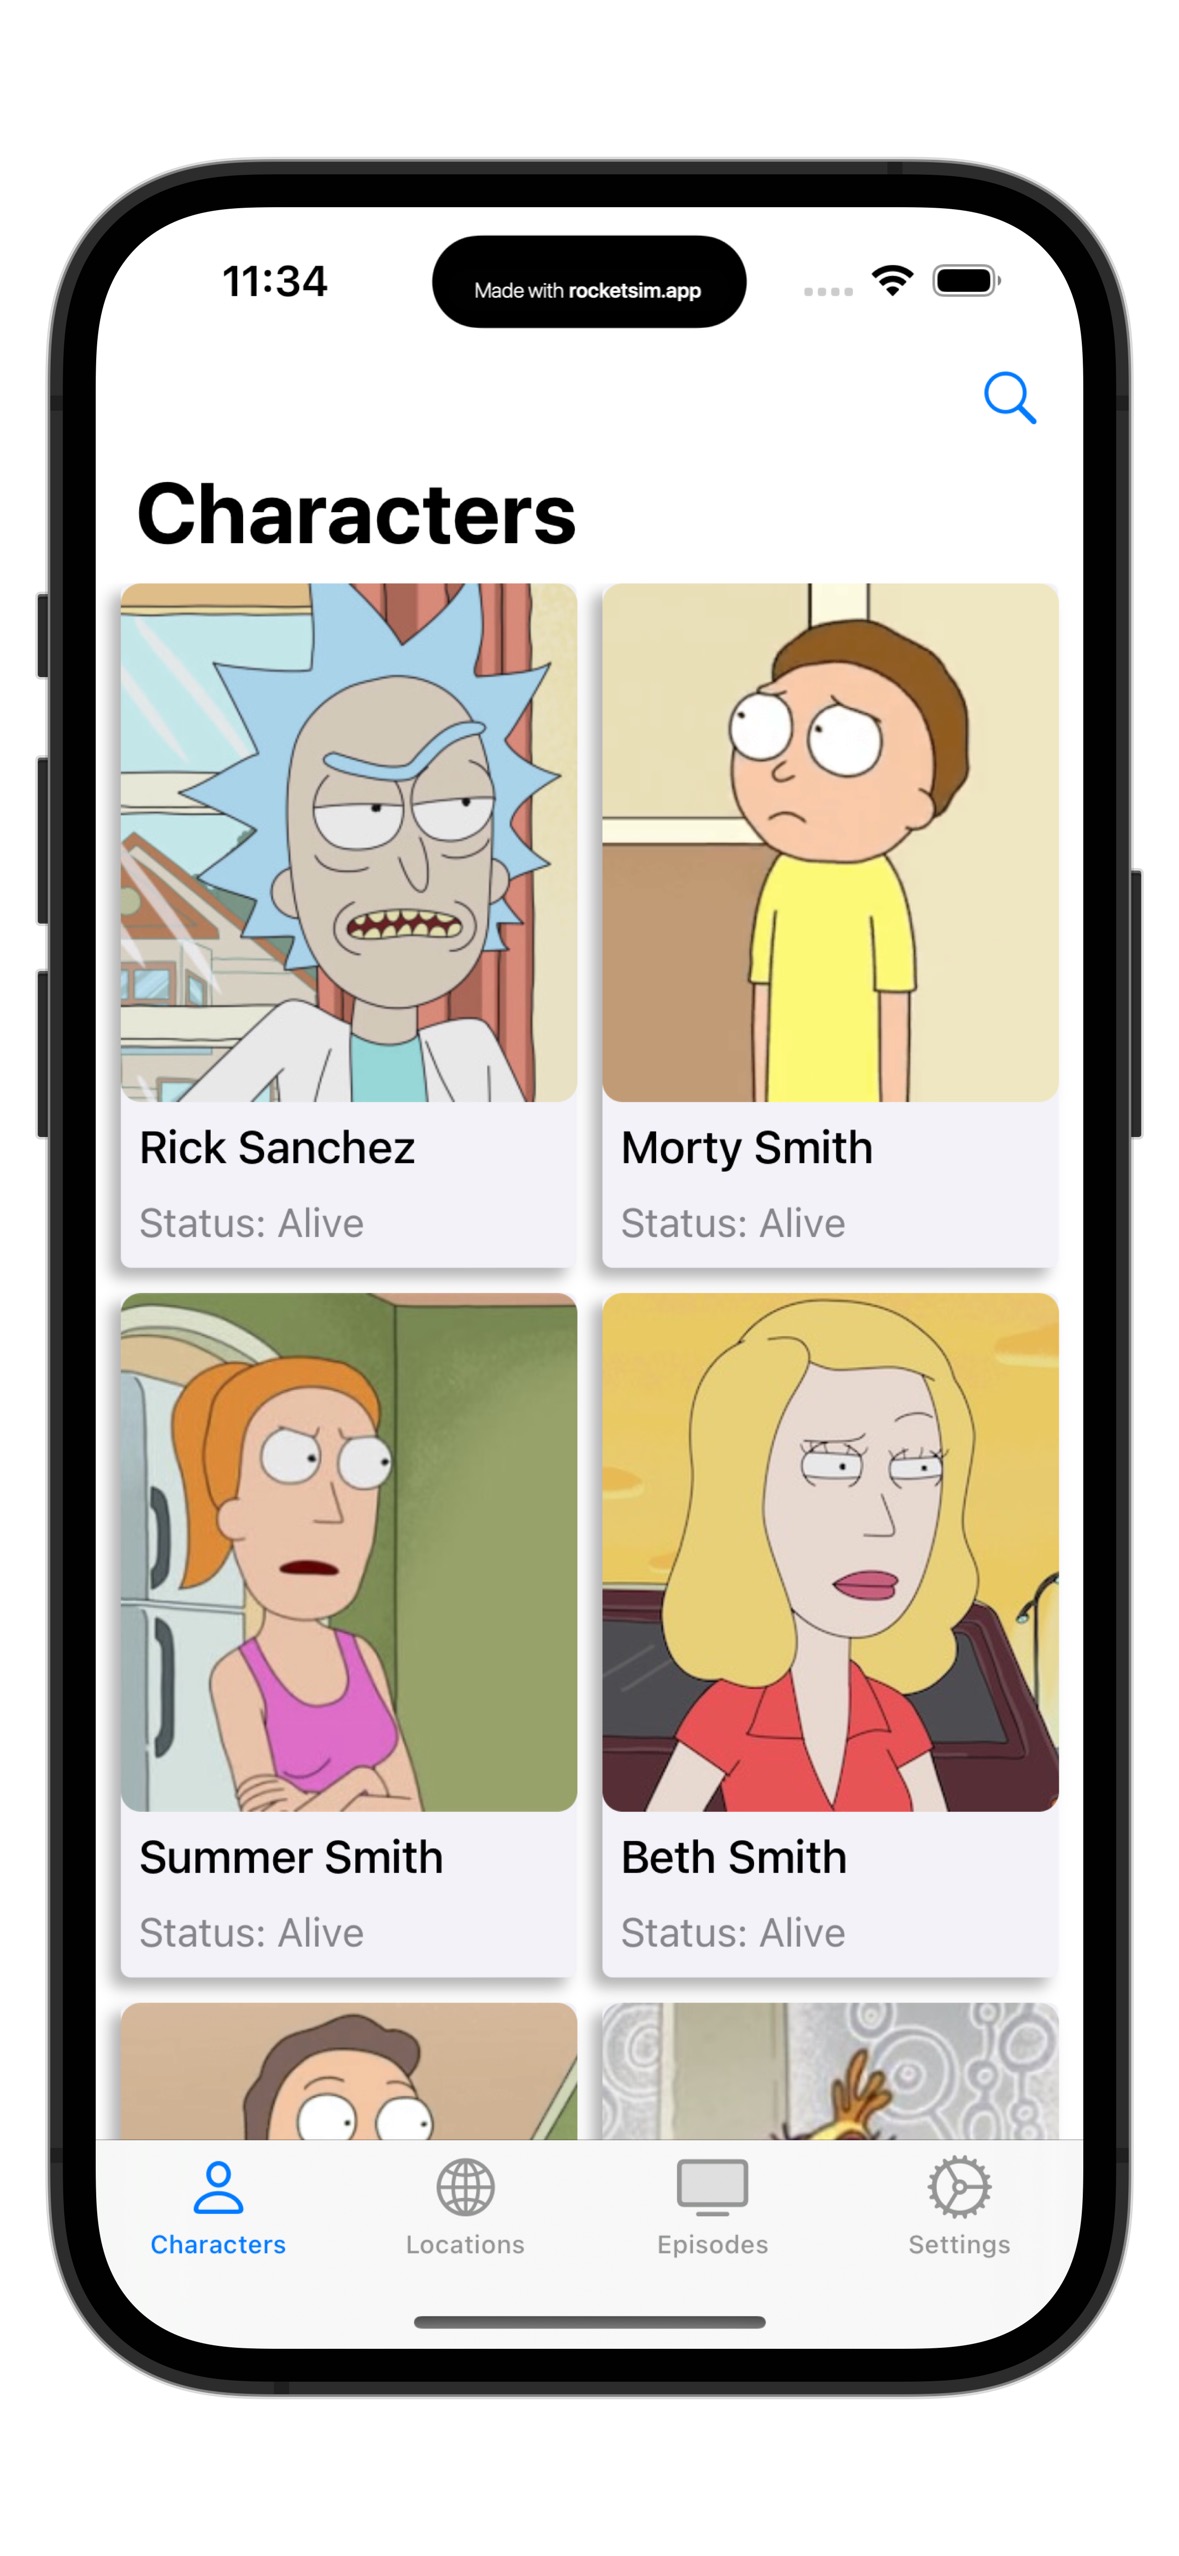 11:34
Made with rocketsim.app
Characters
Rick Sanchez
Status: Alive
Morty Smith
Status: Alive
Summer Smith
Status: Alive
Beth Smith
Status: Alive
Characters
Locations
Episodes
Settings